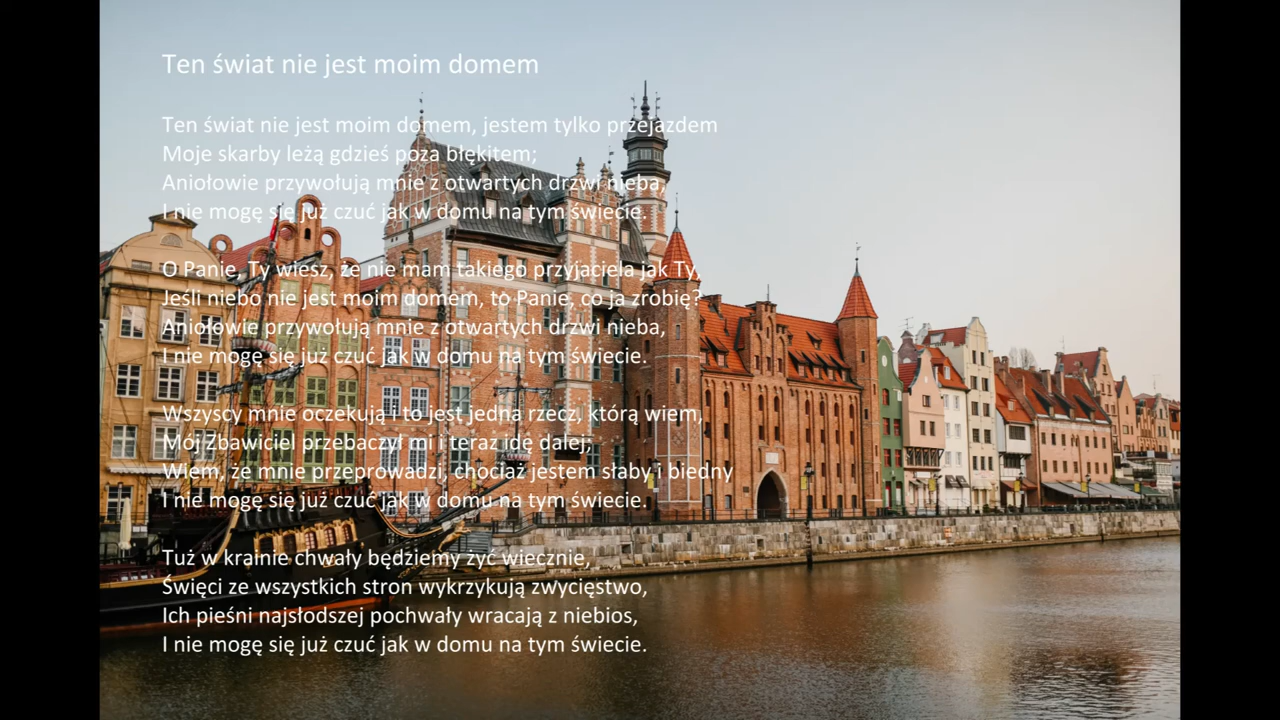 Ten świat nie jest moim domem
Ten świat nie jest moim domem, jestem tylko przejazdem
Moje skarby leżą gdzieś poza błękitem;
Aniołowie przywołują mnie z otwartych drzwi nieba,
I nie mogę się już czuć jak w domu na tym świecie.
O Panie, Ty wiesz, że nie mam takiego przyjaciela jak Ty,
Jeśli niebo nie jest moim domem, to Panie, co ja zrobię?
Aniołowie przywołują mnie z otwartych drzwi nieba,
I nie mogę się już czuć jak w domu na tym świecie.
Wszyscy mnie oczekują i to jest jedna rzecz, którą wiem,
Mój Zbawiciel przebaczył mi i teraz idę dalej;
Wiem, że mnie przeprowadzi, chociaż jestem słaby i biedny
I nie mogę się już czuć jak w domu na tym świecie.
Tuż w krainie chwały będziemy żyć wiecznie,
Święci ze wszystkich stron wykrzykują zwycięstwo,
Ich pieśni najsłodszej pochwały wracają z niebios,
I nie mogę się już czuć jak w domu na tym świecie.